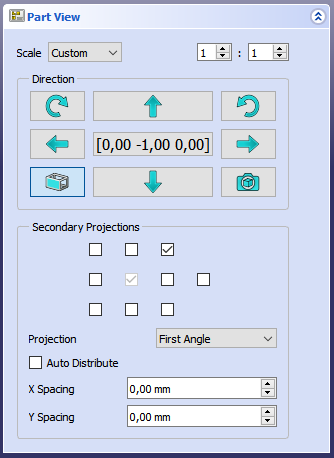 Part View
Scale Custom 1 : 1
Direction
[0,00 -1,00 0,00]
Secondary Projections
Projection First Angle
Auto Distribute
X Spacing 0,00 mm
Y Spacing 0,00 mm